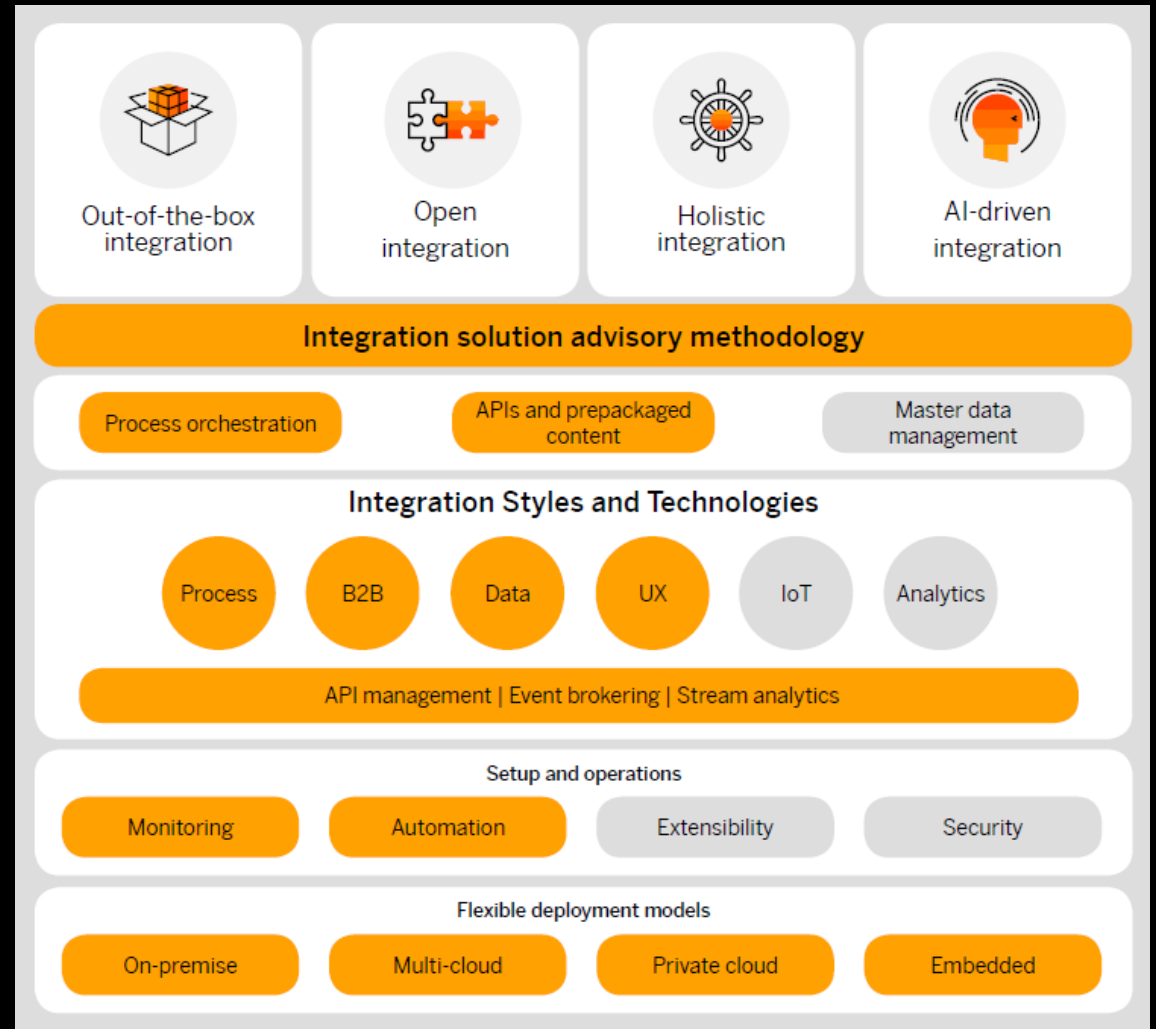 Out-of-the-box
integration
Open
integration
Holistic
integration
AI-driven
integration
Integration solution advisory methodology
Process orchestration
APIs and prepackaged
content
Master data
management
Integration Styles and Technologies
Process
B2B
Data
UX
IoT
Analytics
API management | Event brokering | Stream analytics
Setup and operations
Monitoring
Automation
Extensibility
Security
Flexible deployment models
On-premise
Multi-cloud
Private cloud
Embedded